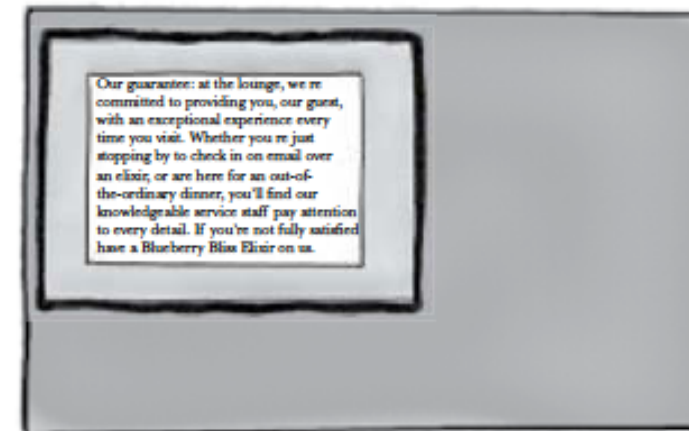 Our guarantee: at the lounge, we re
committed to providing you, our guest,
with an exceptional experience every
time you visit. Whether you re just
stopping by to check in on email over
an elixir, or are here for an out-of-
the-ordinary dinner, you'll find our
knowledgeable service staff pay attention
to every detail. If you're not fully satisfied
have a Blueberry Bliss Elixir on us.